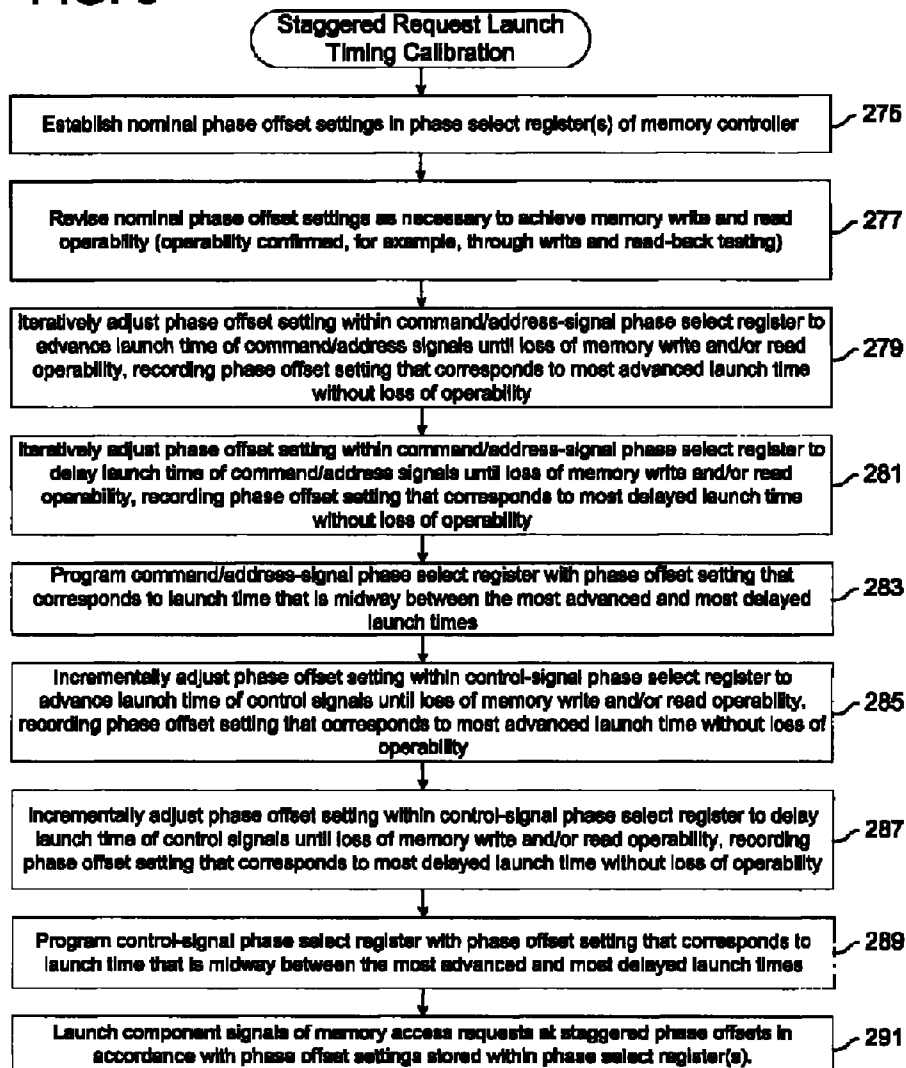 Staggered Request Launch
Timing Calibration
Establish nominal phase offset settings in phase select register(s) of memory controller
275
Revise nominal phase offset settings as necessary to achieve memory write and read
operability (operability confirmed, for example, through write and read-back testing)
277
Iteratively adjust phase offset setting within command/address-signal phase select register to
advance launch time of command/address signals until loss of memory write and/or read
operability, recording phase offset setting that corresponds to most advanced launch time
without loss of operability
279
Iteratively adjust phase offset setting within command/address-signal phase select register to
delay launch time of command/address signals until loss of memory write and/or read
operability, recording phase offset setting that corresponds to most delayed launch time
without loss of operability
281
Program command/address-signal phase select register with phase offset setting that
corresponds to launch time that is midway between the most advanced and most delayed
launch times
283
Incrementally adjust phase offset setting within control-signal phase select register to
advance launch time of control signals until loss of memory write and/or read operability,
recording phase offset setting that corresponds to most advanced launch time without loss of
operability
285
Incrementally adjust phase offset setting within control-signal phase select register to delay
launch time of control signals until loss of memory write and/or read operability, recording
phase offset setting that corresponds to most delayed launch time without loss of operability
287
Program control-signal phase select register with phase offset setting that corresponds to
launch time that is midway between the most advanced and most delayed launch times
289
Launch component signals of memory access requests at staggered phase offsets in
accordance with phase offset settings stored within phase select register(s).
291